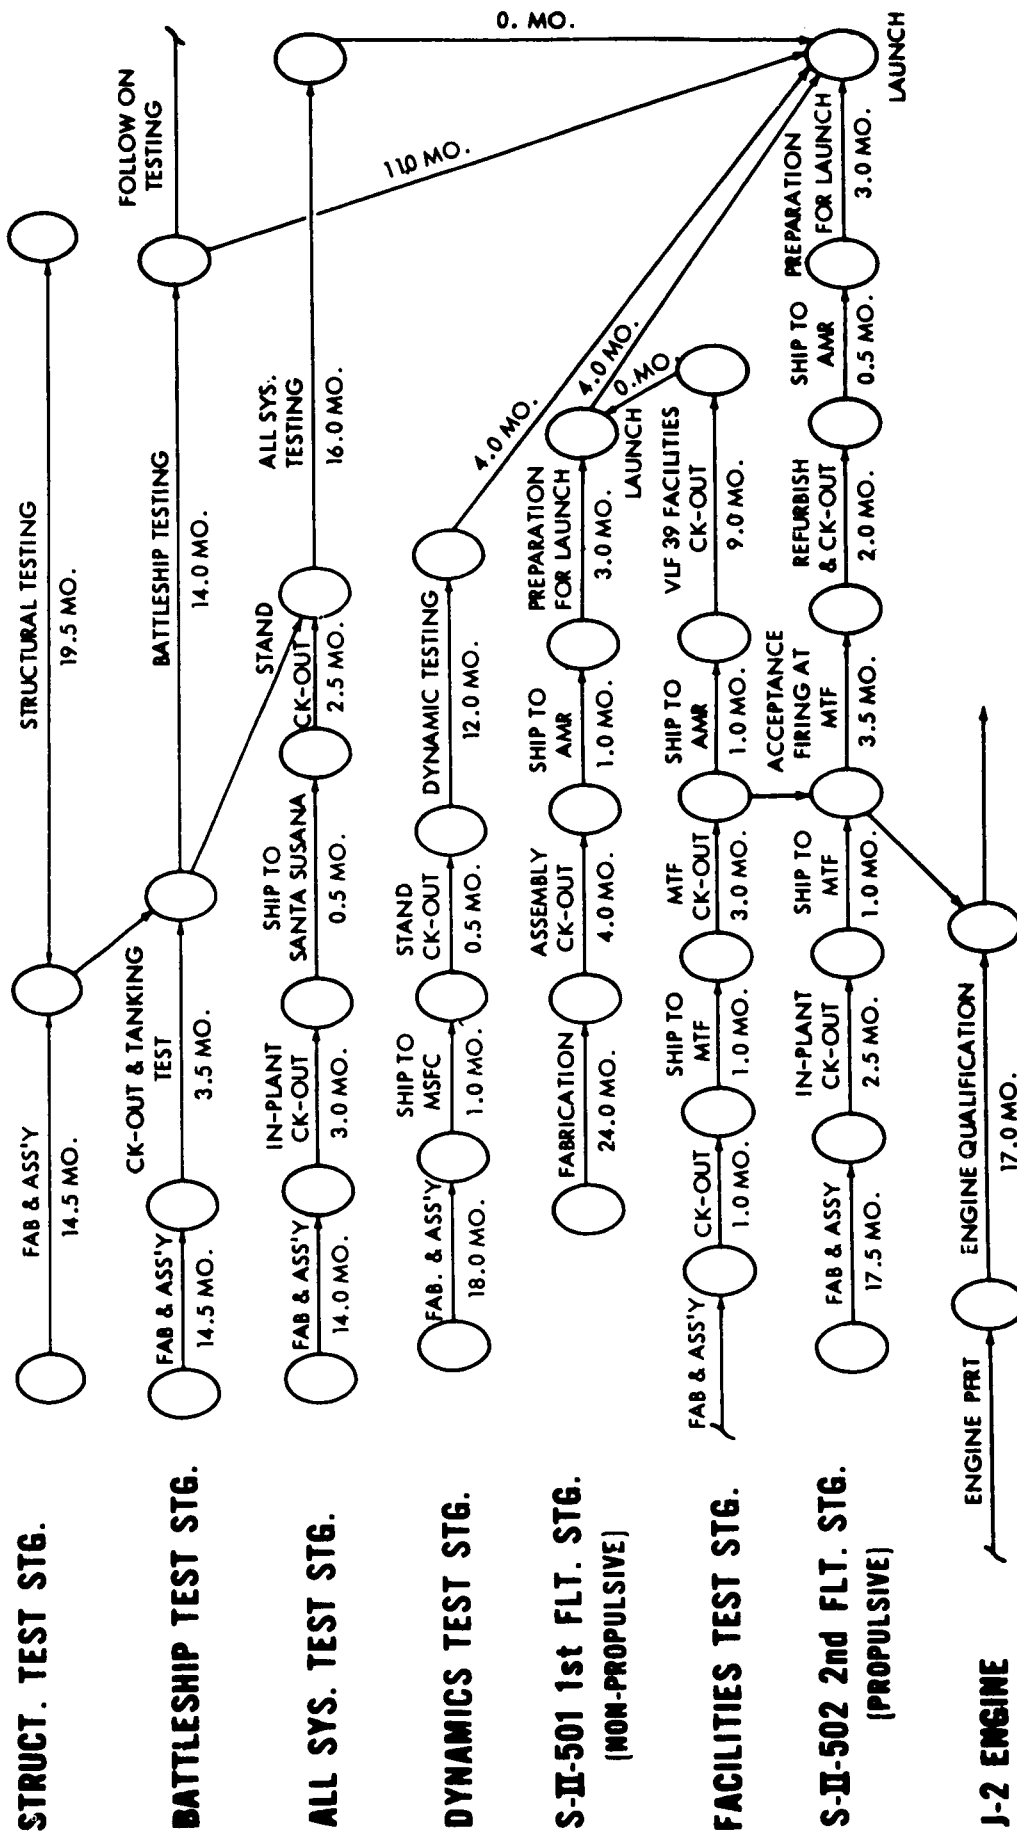 STRUCT. TEST STG.
FAB & ASS'Y
14.5 MO.
STRUCTURAL TESTING
19.5 MO.
BATTLESHIP TEST STG.
FAB & ASS'Y
14.5 MO.
CK-OUT & TANKING
TEST
3.5 MO.
BATTLESHIP TESTING
14.0 MO.
FOLLOW ON
TESTING
11.0 MO.
ALL SYS. TEST STG.
FAB & ASS'Y
14.0 MO.
IN-PLANT
CK-OUT
3.0 MO.
SHIP TO
SANTA SUSANA
0.5 MO.
STAND
CK-OUT
2.5 MO.
ALL SYS.
TESTING
16.0 MO.
0. MO.
DYNAMICS TEST STG.
FAB. & ASS'Y
18.0 MO.
SHIP TO
MSFC
1.0 MO.
STAND
CK-OUT
0.5 MO.
DYNAMIC TESTING
12.0 MO.
4.0 MO.
S-II-501 1st FLT. STG.
(NON-PROPULSIVE)
FABRICATION
24.0 MO.
ASSEMBLY
CK-OUT
4.0 MO.
SHIP TO
AMR
1.0 MO.
PREPARATION
FOR LAUNCH
3.0 MO.
LAUNCH
4.0 MO.
0. MO.
FACILITIES TEST STG.
FAB & ASS'Y
CK-OUT
1.0 MO.
SHIP TO
MTF
1.0 MO.
MTF
CK-OUT
3.0 MO.
SHIP TO
AMR
1.0 MO.
VLF 39 FACILITIES
CK-OUT
9.0 MO.
S-II-502 2nd FLT. STG.
(PROPULSIVE)
FAB & ASSY
17.5 MO.
IN-PLANT
CK-OUT
2.5 MO.
SHIP TO
MTF
1.0 MO.
ACCEPTANCE
FIRING AT
MTF
3.5 MO.
REFURBISH
& CK-OUT
2.0 MO.
SHIP TO
AMR
0.5 MO.
PREPARATION
FOR LAUNCH
3.0 MO.
LAUNCH
J-2 ENGINE
ENGINE PFRT
ENGINE QUALIFICATION
17.0 MO.